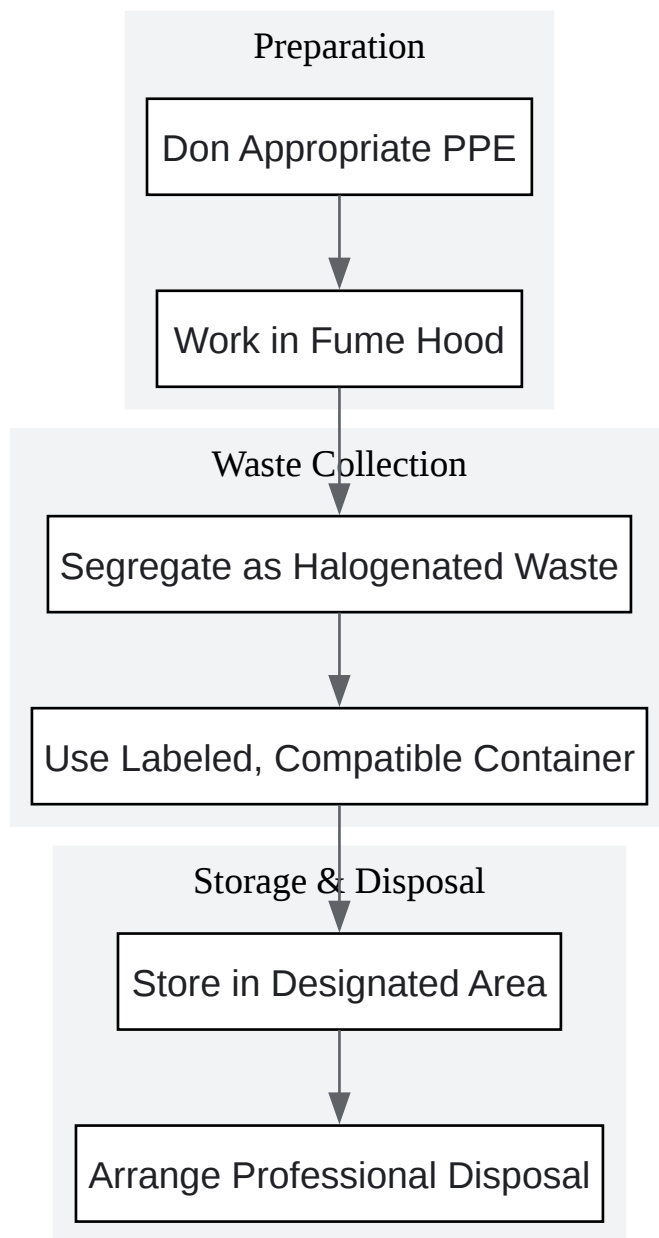 Preparation
Don Appropriate PPE
Work in Fume Hood
Waste Collection
Segregate as Halogenated Waste
Use Labeled, Compatible Container
Storage & Disposal
Store in Designated Area
Arrange Professional Disposal